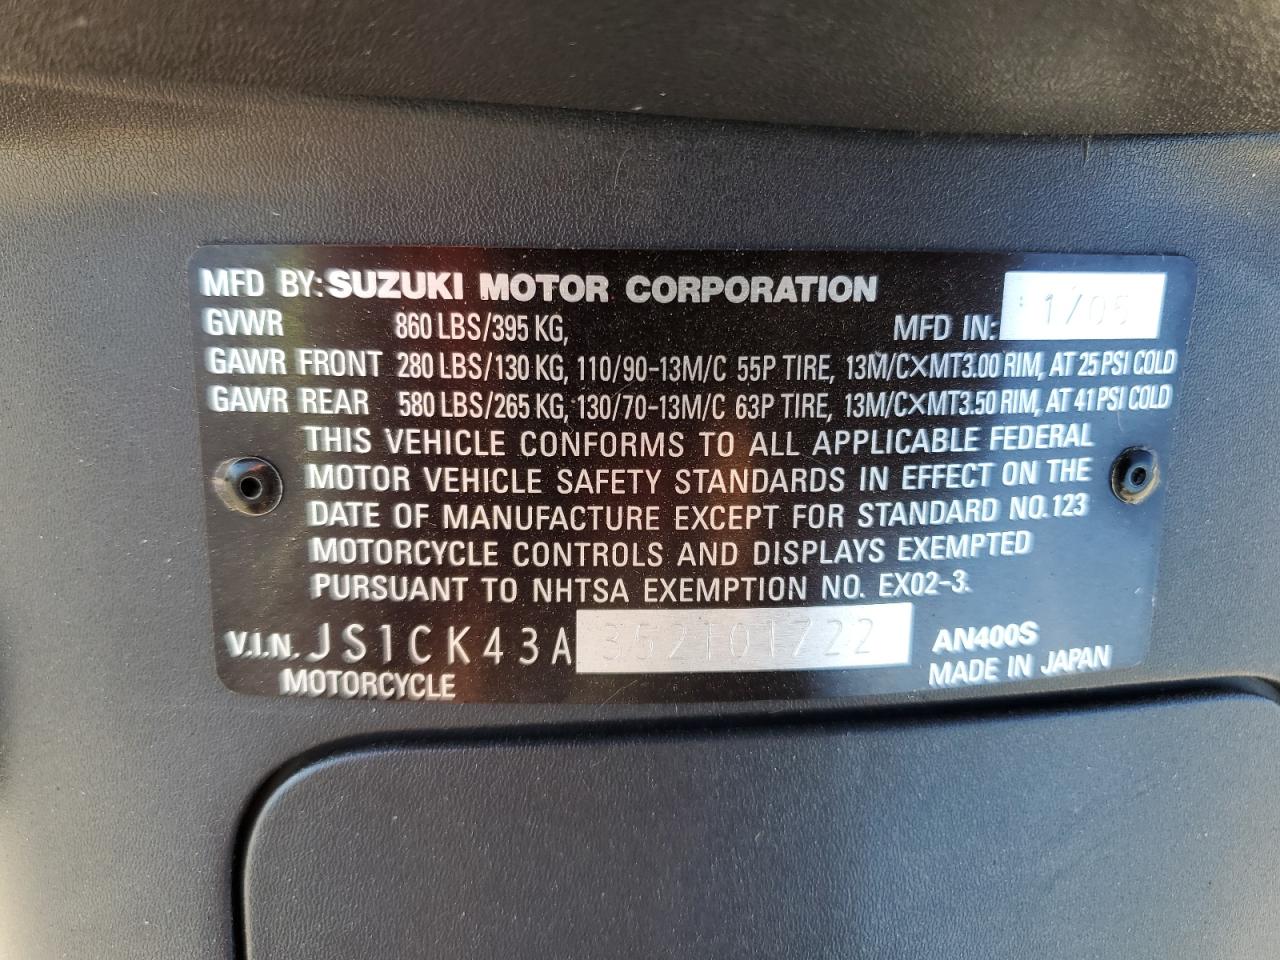 MFD BY: SUZUKI MOTOR CORPORATION
GVWR 860 LBS/395 KG, MFD IN: 1/05
GAWR FRONT 280 LBS/130 KG, 110/90-13M/C 55P TIRE, 13M/C×MT3.00 RIM, AT 25 PSI COLD
GAWR REAR 580 LBS/265 KG, 130/70-13M/C 63P TIRE, 13M/C×MT3.50 RIM, AT 41 PSI COLD
THIS VEHICLE CONFORMS TO ALL APPLICABLE FEDERAL
MOTOR VEHICLE SAFETY STANDARDS IN EFFECT ON THE
DATE OF MANUFACTURE EXCEPT FOR STANDARD NO. 123
MOTORCYCLE CONTROLS AND DISPLAYS EXEMPTED
PURSUANT TO NHTSA EXEMPTION NO. EX02-3.
V.I.N. JS1CK43A352101722 AN400S
MOTORCYCLE MADE IN JAPAN